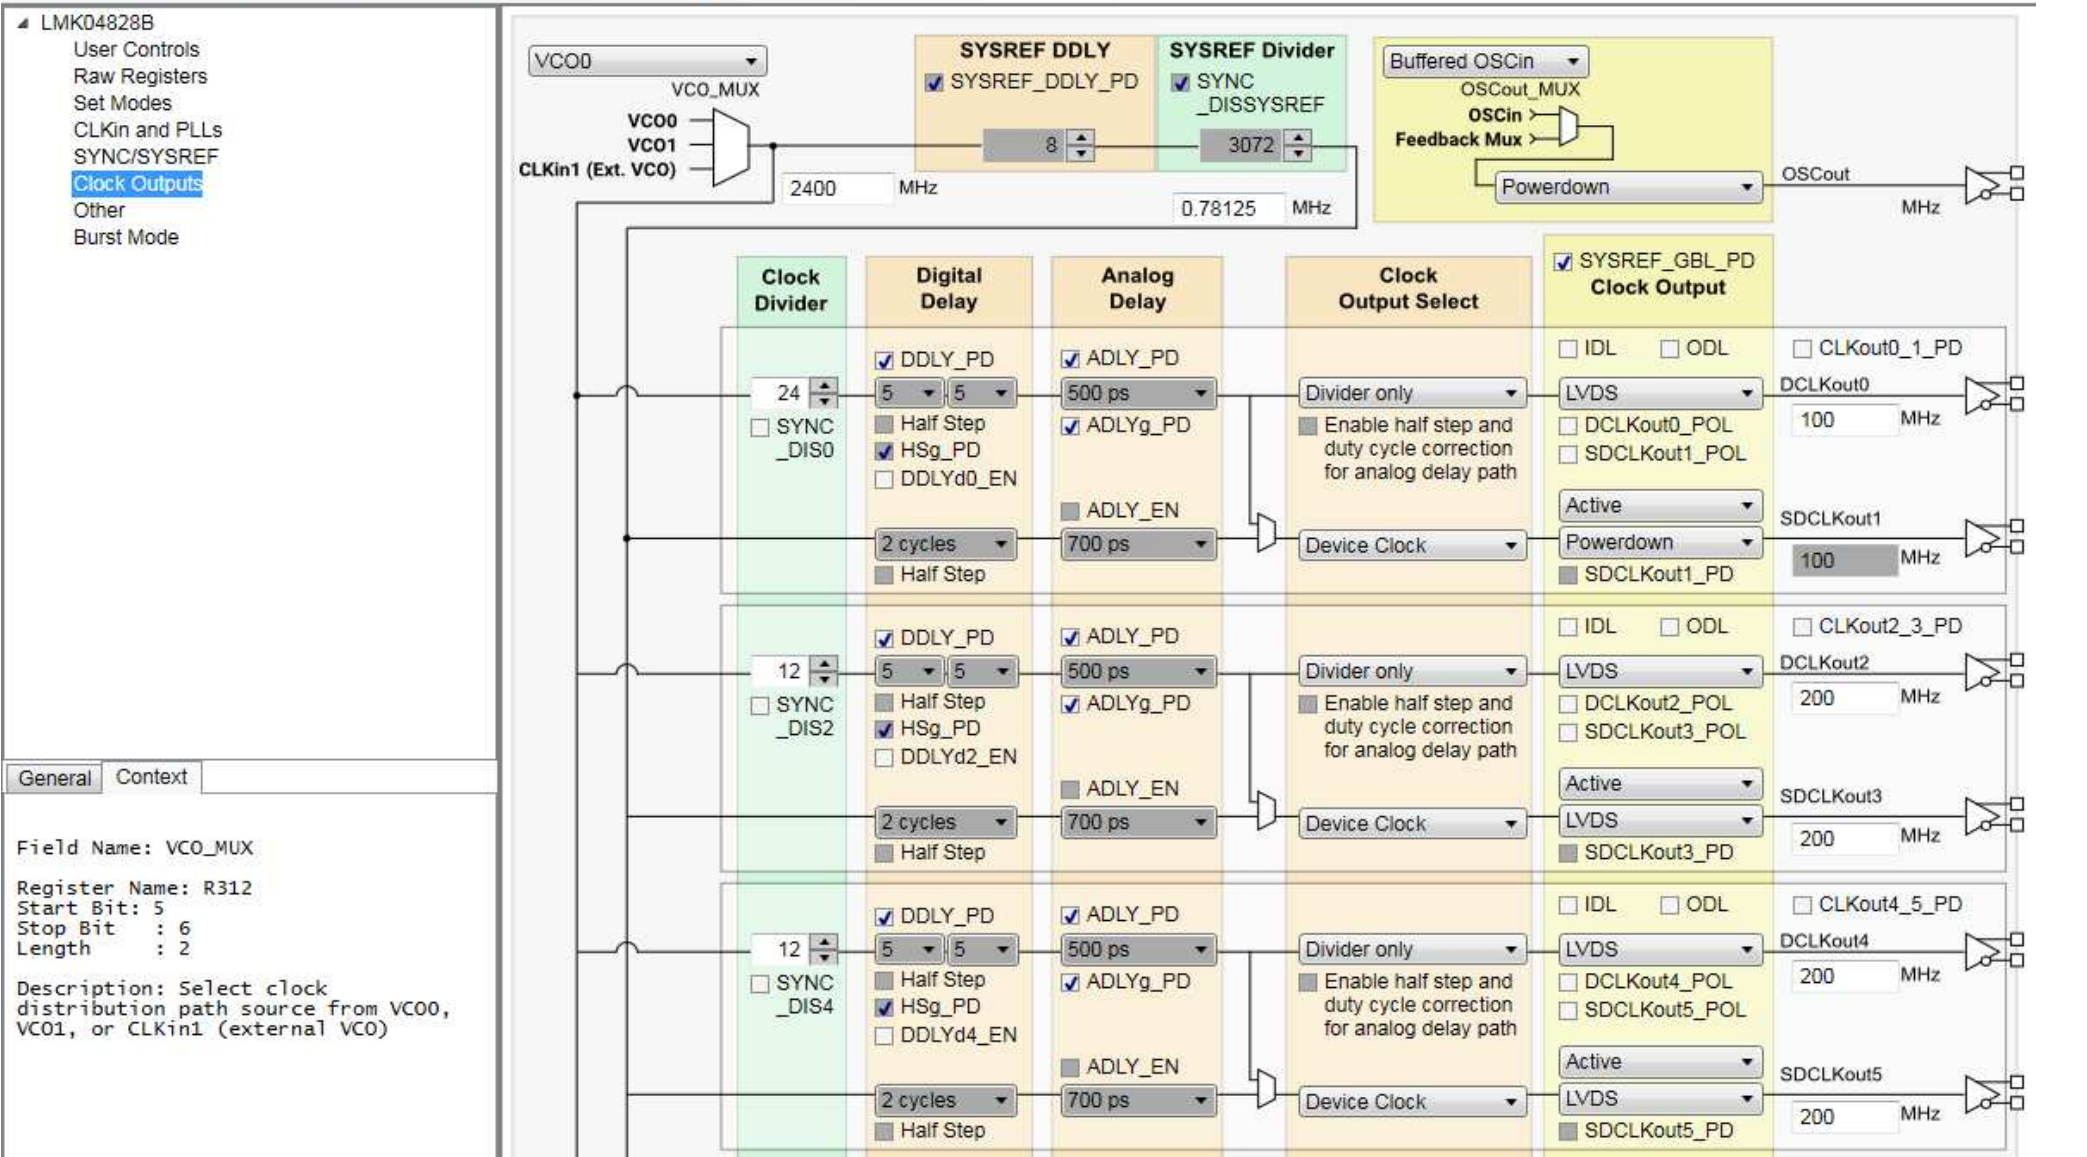 LMK04828B
User Controls
Raw Registers
Set Modes
CLKin and PLLs
SYNC/SYSREF
Clock Outputs
Other
Burst Mode
General
Context
Field Name: VCO_MUX
Register Name: R312
Start Bit: 5
Stop Bit : 6
Length : 2
Description: Select clock
distribution path source from VCO0,
VCO1, or CLKin1 (external VCO)
VCO0
VCO_MUX
VCO0
VCO1
CLKin1 (Ext. VCO)
2400 MHz
SYSREF DDLY
SYSREF_DDLY_PD
8
SYSREF Divider
SYNC
_DISSYSREF
3072
0.78125 MHz
Buffered OSCin
OSCout_MUX
OSCin
Feedback Mux
Powerdown
OSCout
MHz
Clock
Divider
Digital
Delay
Analog
Delay
Clock
Output Select
SYSREF_GBL_PD
Clock Output
24
SYNC
_DIS0
DDLY_PD
5 5
Half Step
HSg_PD
DDLYd0_EN
2 cycles
Half Step
ADLY_PD
500 ps
ADLYg_PD
ADLY_EN
700 ps
Divider only
Enable half step and
duty cycle correction
for analog delay path
Device Clock
IDL ODL
LVDS
DCLKout0_POL
SDCLKout1_POL
Active
Powerdown
SDCLKout1_PD
CLKout0_1_PD
DCLKout0
100 MHz
SDCLKout1
100 MHz
12
SYNC
_DIS2
DDLY_PD
5 5
Half Step
HSg_PD
DDLYd2_EN
2 cycles
Half Step
ADLY_PD
500 ps
ADLYg_PD
ADLY_EN
700 ps
Divider only
Enable half step and
duty cycle correction
for analog delay path
Device Clock
IDL ODL
LVDS
DCLKout2_POL
SDCLKout3_POL
Active
LVDS
SDCLKout3_PD
CLKout2_3_PD
DCLKout2
200 MHz
SDCLKout3
200 MHz
12
SYNC
_DIS4
DDLY_PD
5 5
Half Step
HSg_PD
DDLYd4_EN
2 cycles
Half Step
ADLY_PD
500 ps
ADLYg_PD
ADLY_EN
700 ps
Divider only
Enable half step and
duty cycle correction
for analog delay path
Device Clock
IDL ODL
LVDS
DCLKout4_POL
SDCLKout5_POL
Active
LVDS
SDCLKout5_PD
CLKout4_5_PD
DCLKout4
200 MHz
SDCLKout5
200 MHz